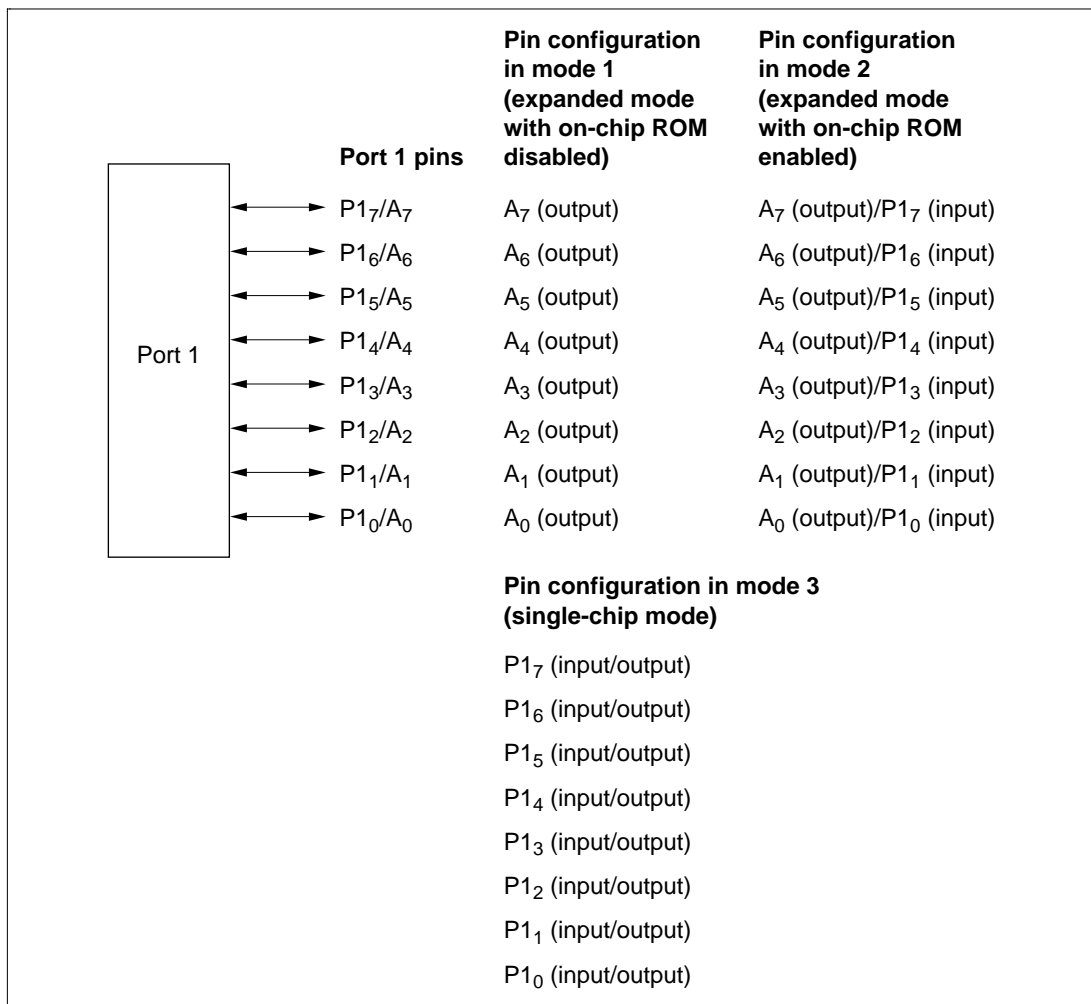 Pin configuration
in mode 1
(expanded mode
with on-chip ROM
disabled)
Pin configuration
in mode 2
(expanded mode
with on-chip ROM
enabled)
Port 1 pins
Port 1
P1₇/A₇ A₇ (output) A₇ (output)/P1₇ (input)
P1₆/A₆ A₆ (output) A₆ (output)/P1₆ (input)
P1₅/A₅ A₅ (output) A₅ (output)/P1₅ (input)
P1₄/A₄ A₄ (output) A₄ (output)/P1₄ (input)
P1₃/A₃ A₃ (output) A₃ (output)/P1₃ (input)
P1₂/A₂ A₂ (output) A₂ (output)/P1₂ (input)
P1₁/A₁ A₁ (output) A₁ (output)/P1₁ (input)
P1₀/A₀ A₀ (output) A₀ (output)/P1₀ (input)
Pin configuration in mode 3
(single-chip mode)
P1₇ (input/output)
P1₆ (input/output)
P1₅ (input/output)
P1₄ (input/output)
P1₃ (input/output)
P1₂ (input/output)
P1₁ (input/output)
P1₀ (input/output)